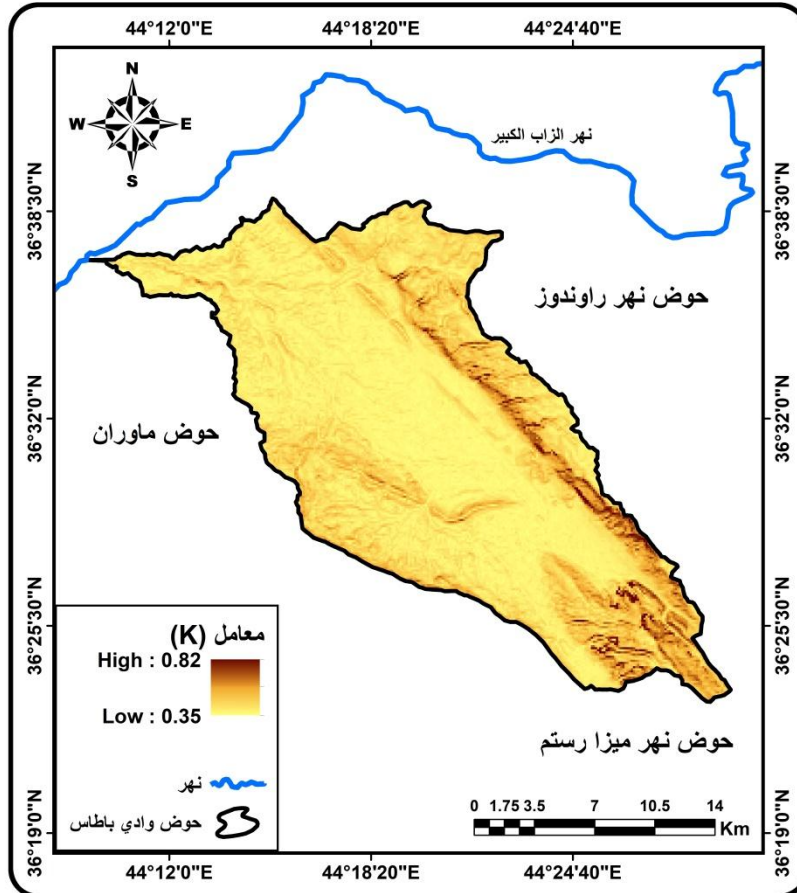 44°12'0"E 44°18'20"E 44°24'40"E
N
W E
S
نهر الزاب الكبير
36°38'30"N 36°38'30"N
حوض نهر راوندوز
36°32'0"N 36°32'0"N
حوض ماوران
36°25'30"N 36°25'30"N
معامل (K)
High : 0.82
Low : 0.35
نهر
حوض وادي باطاس
حوض نهر ميزا رستم
0 1.75 3.5 7 10.5 14
Km
36°19'0"N 36°19'0"N
44°12'0"E 44°18'20"E 44°24'40"E